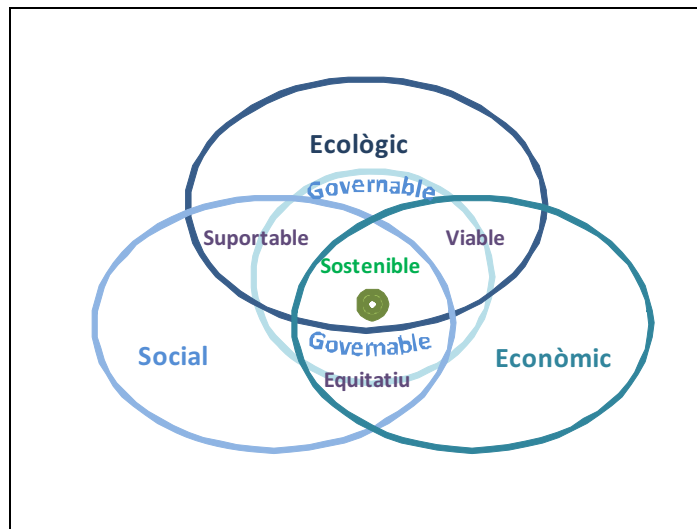 Ecològic
Governable
Suportable
Viable
Sostenible
Governable
Social
Econòmic
Equitatiu